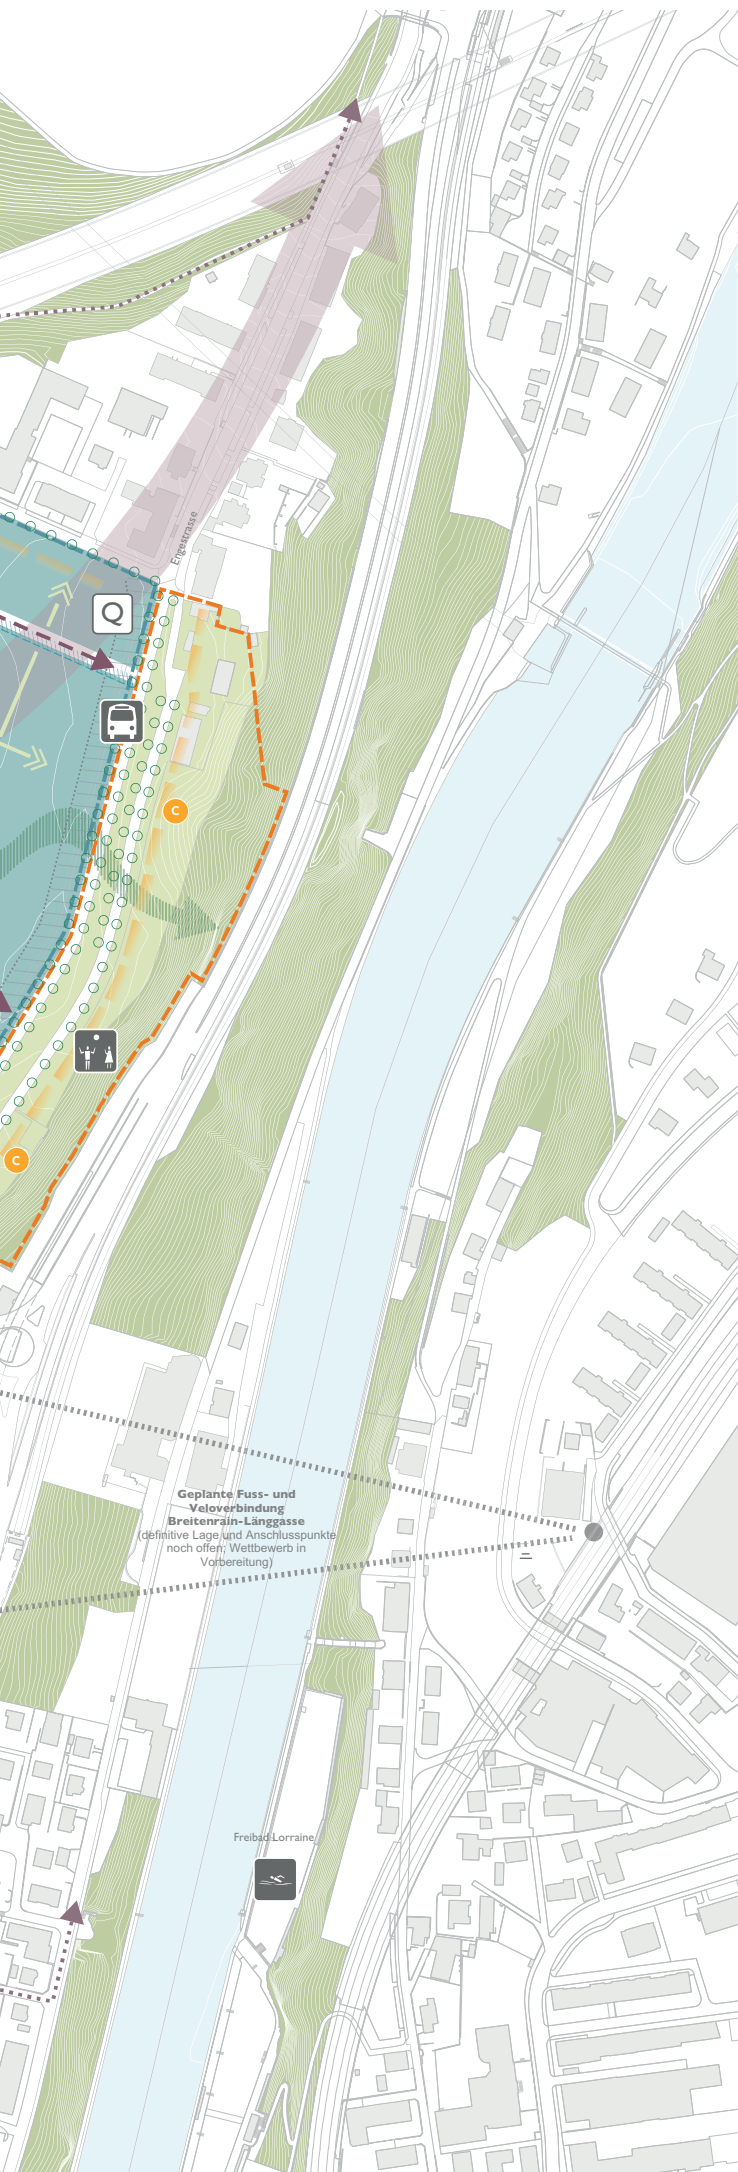 Engestrasse
Q
C
C
Geplante Fuss- und
Veloverbindung
Breitenrain-Länggasse
(definitive Lage und Anschlusspunkte
noch offen; Wettbewerb in
Vorbereitung)
Freibad Lorraine